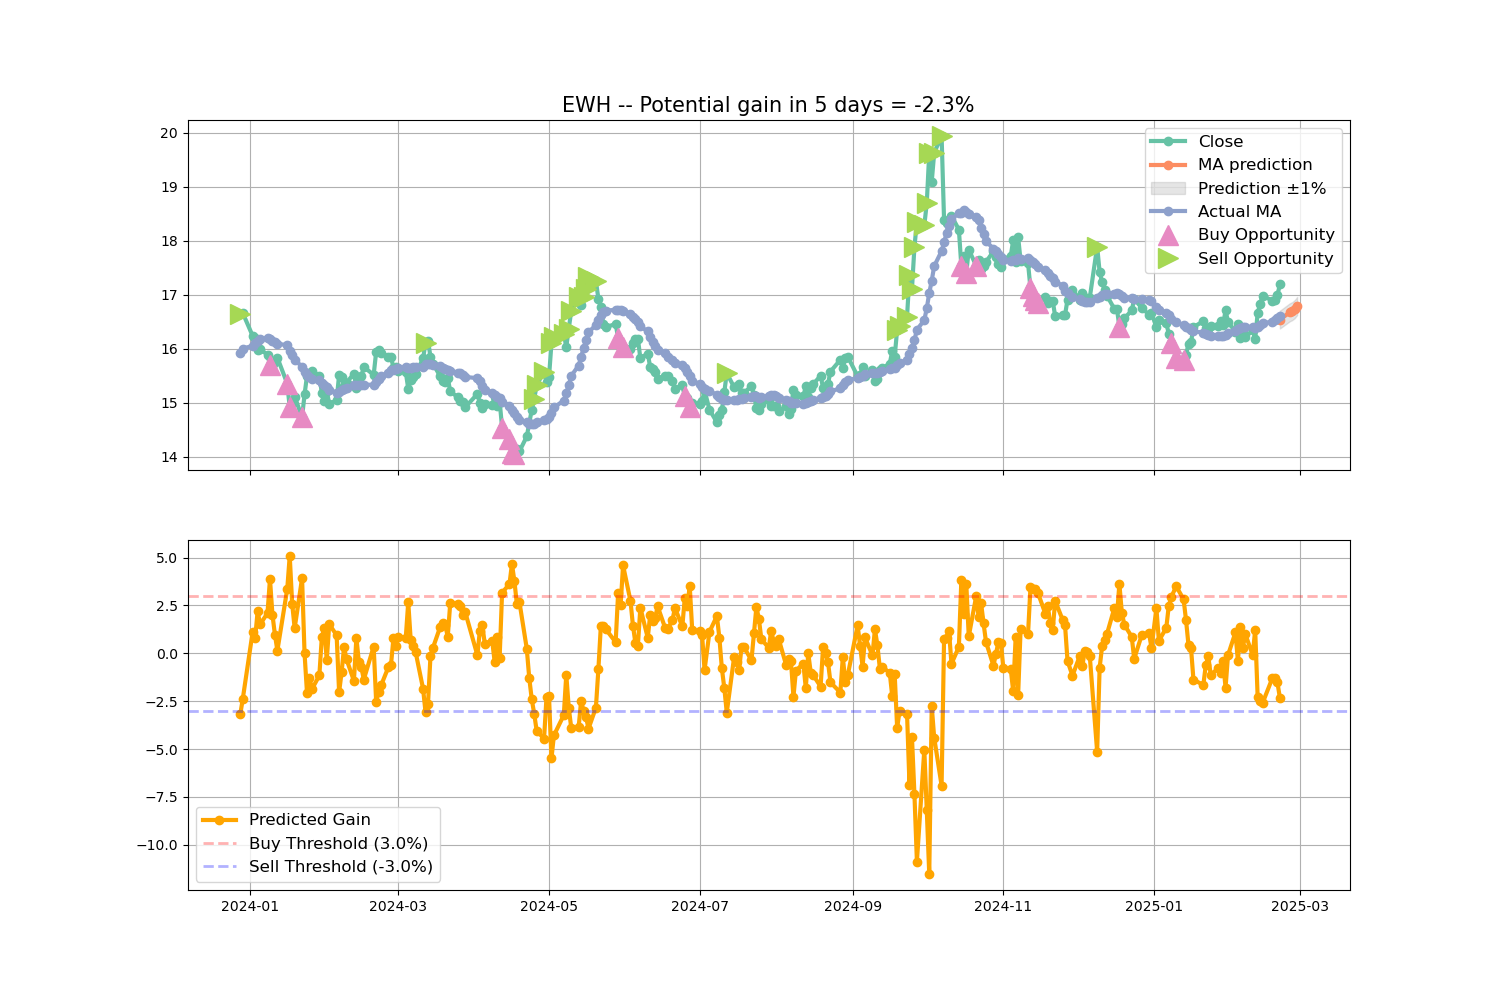 EWH -- Potential gain in 5 days = -2.3%
20
19
18
17
16
15
14
Close
MA prediction
Prediction ±1%
Actual MA
Buy Opportunity
Sell Opportunity
5.0
2.5
0.0
−2.5
−5.0
−7.5
−10.0
Predicted Gain
Buy Threshold (3.0%)
Sell Threshold (-3.0%)
2024-01 2024-03 2024-05 2024-07 2024-09 2024-11 2025-01 2025-03